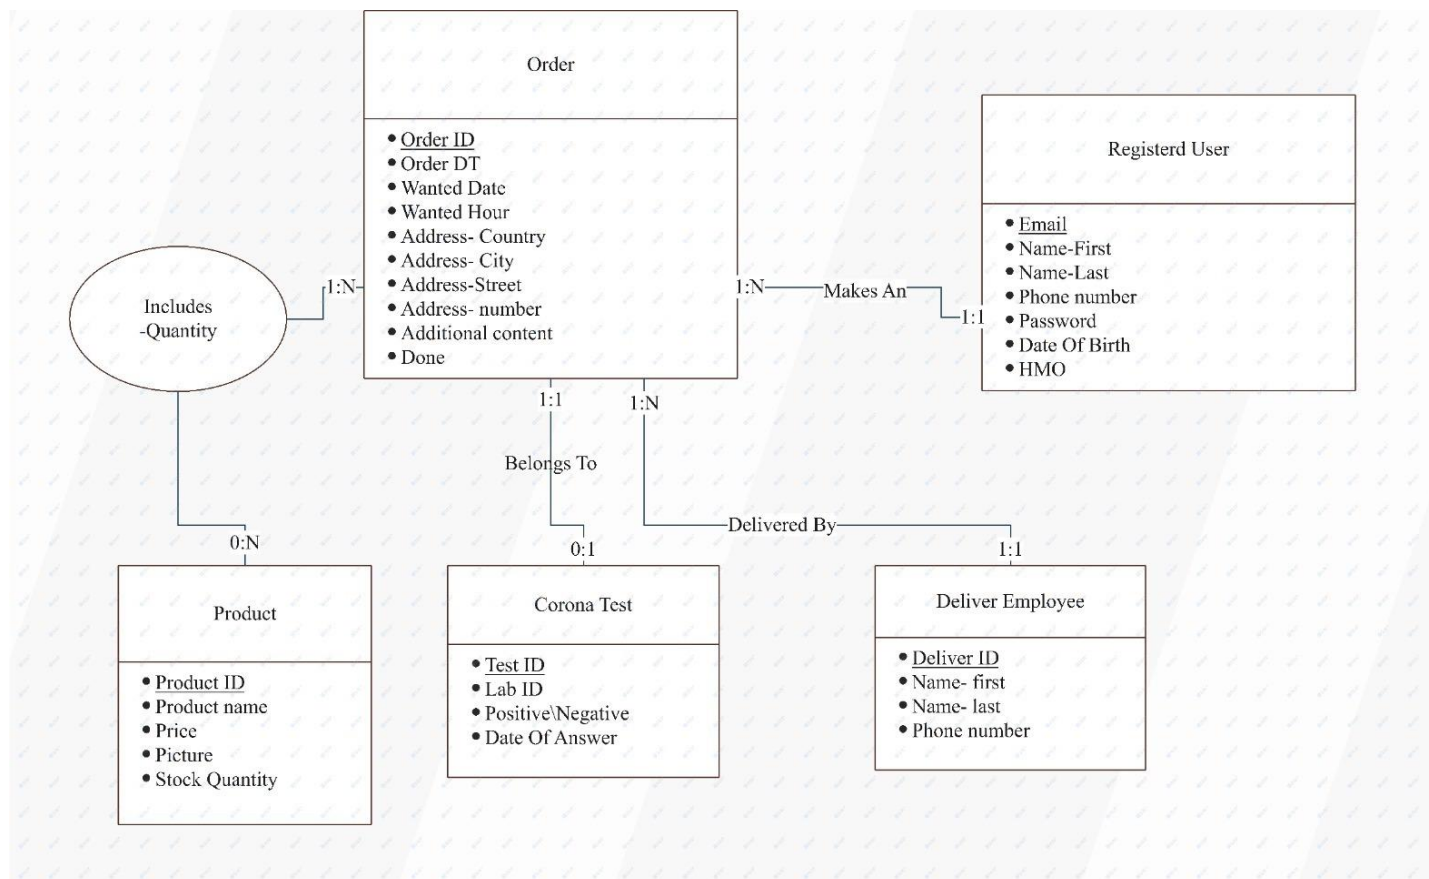 Order
• Order ID
• Order DT
• Wanted Date
• Wanted Hour
• Address- Country
• Address- City
• Address-Street
• Address- number
• Additional content
• Done
Registerd User
• Email
• Name-First
• Name-Last
• Phone number
• Password
• Date Of Birth
• HMO
Includes
-Quantity
1:N
1:N
Makes An
1:1
1:1
1:N
Belongs To
Delivered By
0:N
0:1
1:1
Product
• Product ID
• Product name
• Price
• Picture
• Stock Quantity
Corona Test
• Test ID
• Lab ID
• Positive\Negative
• Date Of Answer
Deliver Employee
• Deliver ID
• Name- first
• Name- last
• Phone number